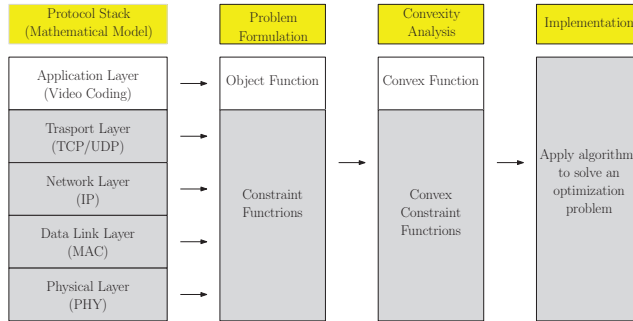 Protocol Stack
(Mathematical Model)
Problem
Formulation
Convexity
Analysis
Implementation
Application Layer
(Video Coding)
Trasport Layer
(TCP/UDP)
Network Layer
(IP)
Data Link Layer
(MAC)
Physical Layer
(PHY)
Object Function
Constraint
Functrions
Convex Function
Convex
Constraint
Functrions
Apply algorithm
to solve an
optimization
problem